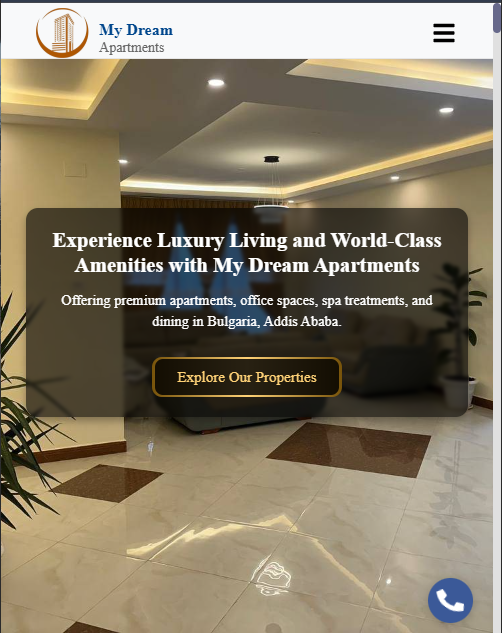 My Dream
Apartments
Experience Luxury Living and World-Class
Amenities with My Dream Apartments
Offering premium apartments, office spaces, spa treatments, and
dining in Bulgaria, Addis Ababa.
Explore Our Properties